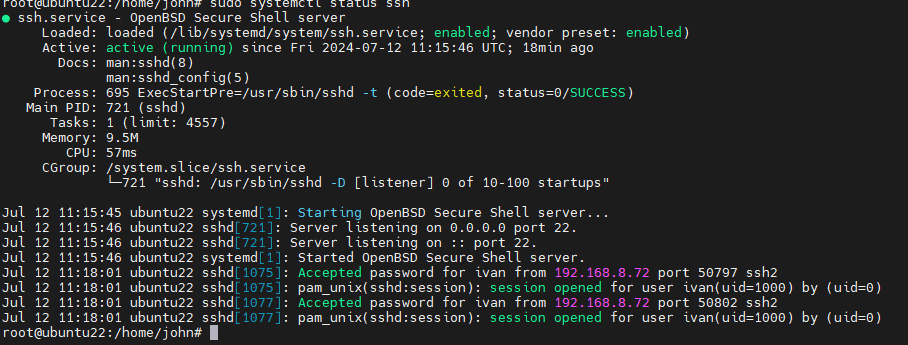 root@ubuntu22:/home/john# sudo systemctl status ssh
● ssh.service - OpenBSD Secure Shell server
     Loaded: loaded (/lib/systemd/system/ssh.service; enabled; vendor preset: enabled)
     Active: active (running) since Fri 2024-07-12 11:15:46 UTC; 18min ago
       Docs: man:sshd(8)
             man:sshd_config(5)
    Process: 695 ExecStartPre=/usr/sbin/sshd -t (code=exited, status=0/SUCCESS)
   Main PID: 721 (sshd)
      Tasks: 1 (limit: 4557)
     Memory: 9.5M
        CPU: 57ms
     CGroup: /system.slice/ssh.service
             └─721 "sshd: /usr/sbin/sshd -D [listener] 0 of 10-100 startups"
Jul 12 11:15:45 ubuntu22 systemd[1]: Starting OpenBSD Secure Shell server...
Jul 12 11:15:46 ubuntu22 sshd[721]: Server listening on 0.0.0.0 port 22.
Jul 12 11:15:46 ubuntu22 sshd[721]: Server listening on :: port 22.
Jul 12 11:15:46 ubuntu22 systemd[1]: Started OpenBSD Secure Shell server.
Jul 12 11:18:01 ubuntu22 sshd[1075]: Accepted password for ivan from 192.168.8.72 port 50797 ssh2
Jul 12 11:18:01 ubuntu22 sshd[1075]: pam_unix(sshd:session): session opened for user ivan(uid=1000) by (uid=0)
Jul 12 11:18:01 ubuntu22 sshd[1077]: Accepted password for ivan from 192.168.8.72 port 50802 ssh2
Jul 12 11:18:01 ubuntu22 sshd[1077]: pam_unix(sshd:session): session opened for user ivan(uid=1000) by (uid=0)
root@ubuntu22:/home/john#